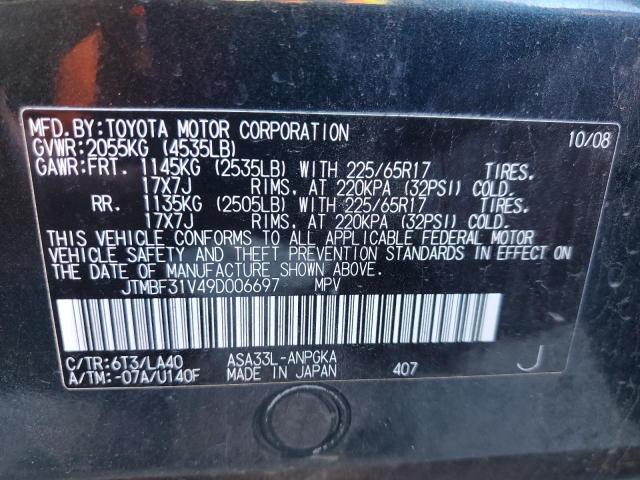 MFD.BY:TOYOTA MOTOR CORPORATION 10/08
GVWR:2055KG (4535LB)
GAWR:FRT. 1145KG (2535LB) WITH 225/65R17 TIRES.
17X7J RIMS. AT 220KPA (32PSI) COLD.
RR. 1135KG (2505LB) WITH 225/65R17 TIRES.
17X7J RIMS. AT 220KPA (32PSI) COLD.
THIS VEHICLE CONFORMS TO ALL APPLICABLE FEDERAL MOTOR
VEHICLE SAFETY AND THEFT PREVENTION STANDARDS IN EFFECT ON
THE DATE OF MANUFACTURE SHOWN ABOVE.
JTMBF31V49D006697 MPV
C/TR:6T3/LA40 ASA33L-ANPGKA J
A/TM:-07A/U140F MADE IN JAPAN 407